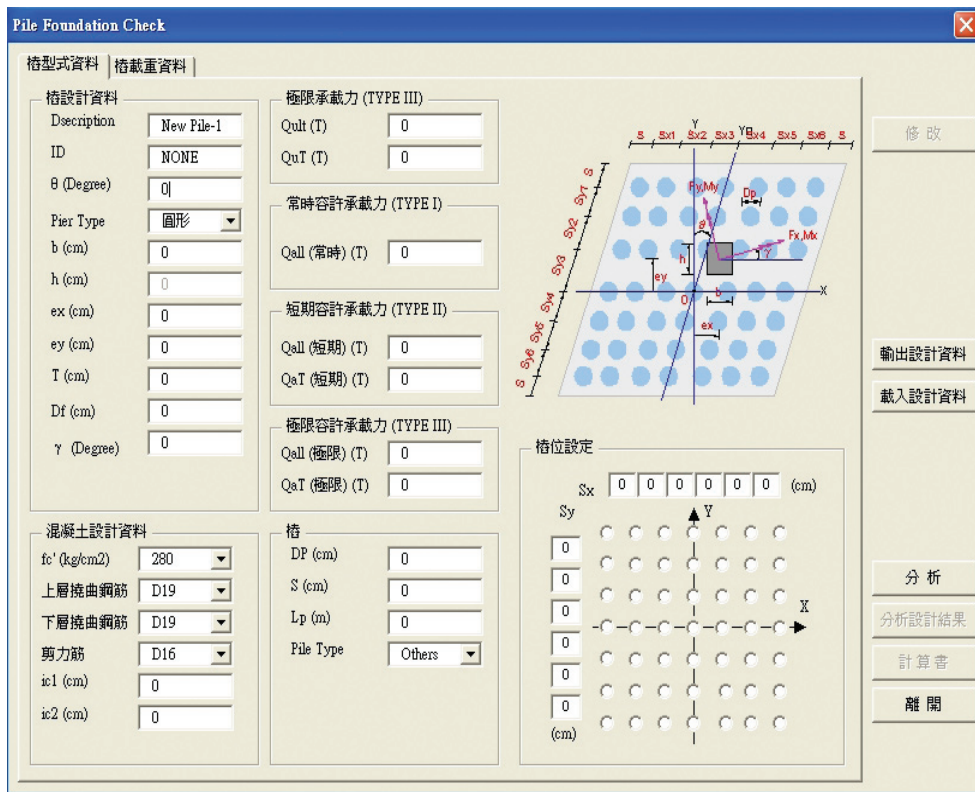 Pile Foundation Check
樁型式資料 樁載重資料
樁設計資料
Dsecription New Pile-1
ID NONE
θ (Degree) 0
Pier Type 圓形
b (cm) 0
h (cm) 0
ex (cm) 0
ey (cm) 0
T (cm) 0
Df (cm) 0
γ (Degree) 0
混凝土設計資料
fc' (kg/cm2) 280
上層撓曲鋼筋 D19
下層撓曲鋼筋 D19
剪力筋 D16
ic1 (cm) 0
ic2 (cm) 0
極限承載力 (TYPE III)
Qult (T) 0
QuT (T) 0
常時容許承載力 (TYPE I)
Qall (常時) (T) 0
短期容許承載力 (TYPE II)
Qall (短期) (T) 0
QaT (短期) (T) 0
極限容許承載力 (TYPE III)
Qall (極限) (T) 0
QaT (極限) (T) 0
樁
DP (cm) 0
S (cm) 0
Lp (m) 0
Pile Type Others
Y Yθ
S Sx1 Sx2 Sx3 Sx4 Sx5 Sx6 S
S
Sy1
Sy2
Sy3
Sy4
Sy5
Sy6
S
Fy,My
Dp
θ
Fx,Mx
h
γ
ey
X
O
b
ex
樁位設定
Sx 0 0 0 0 0 0 (cm)
Sy
Y
0
0
0
X
0
0
0
(cm)
修 改
輸出設計資料
載入設計資料
分 析
分析設計結果
計 算 書
離 開